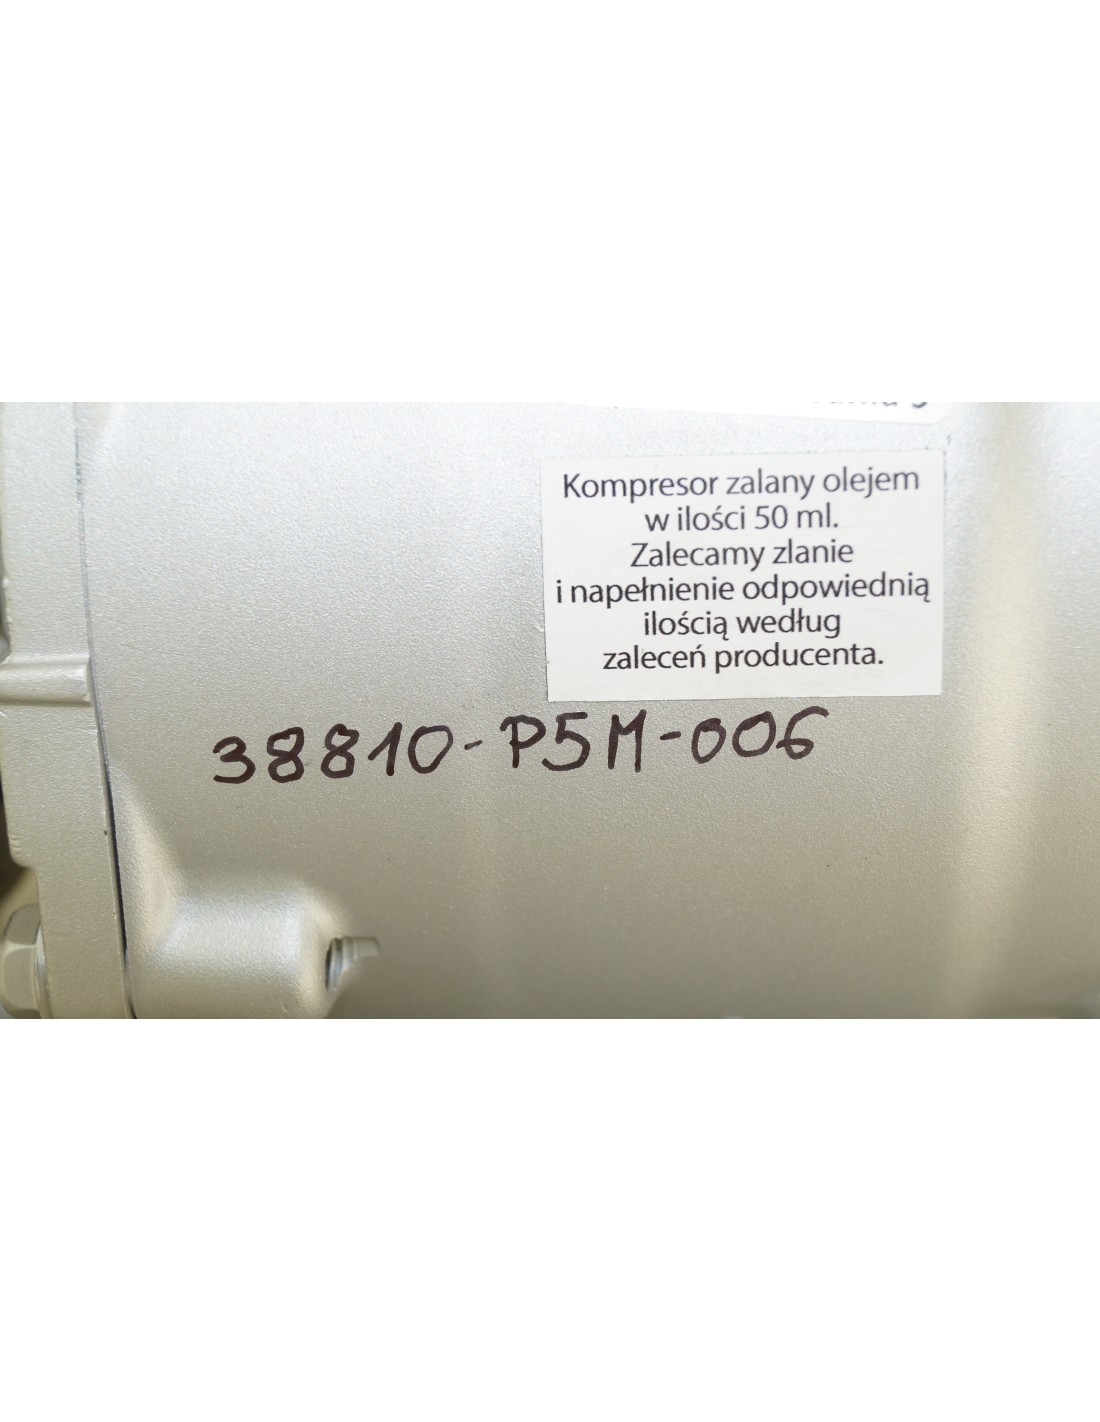 Kompresor zalany olejem
w ilości 50 ml.
Zalecamy zlanie
i napełnienie odpowiednią
ilością według
zaleceń producenta.
38810-P5M-006